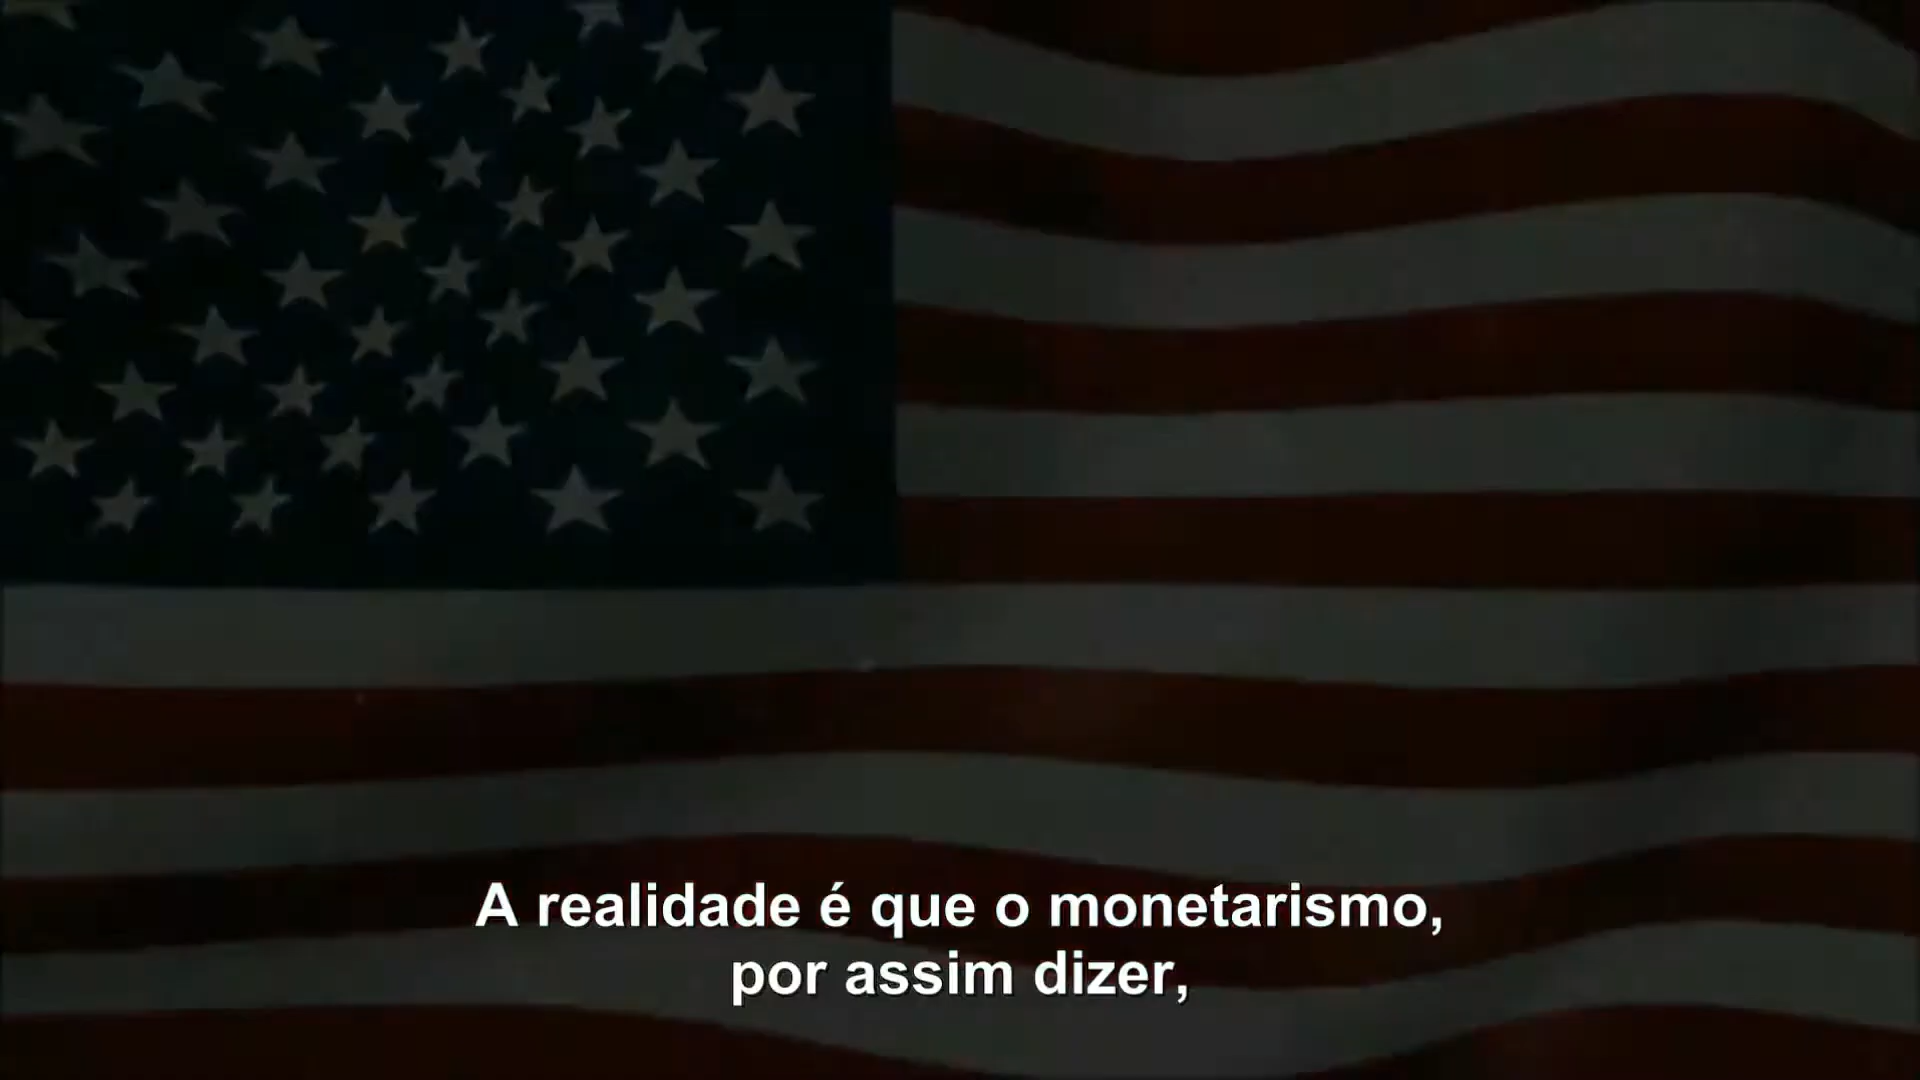 A realidade é que o monetarismo,
por assim dizer,